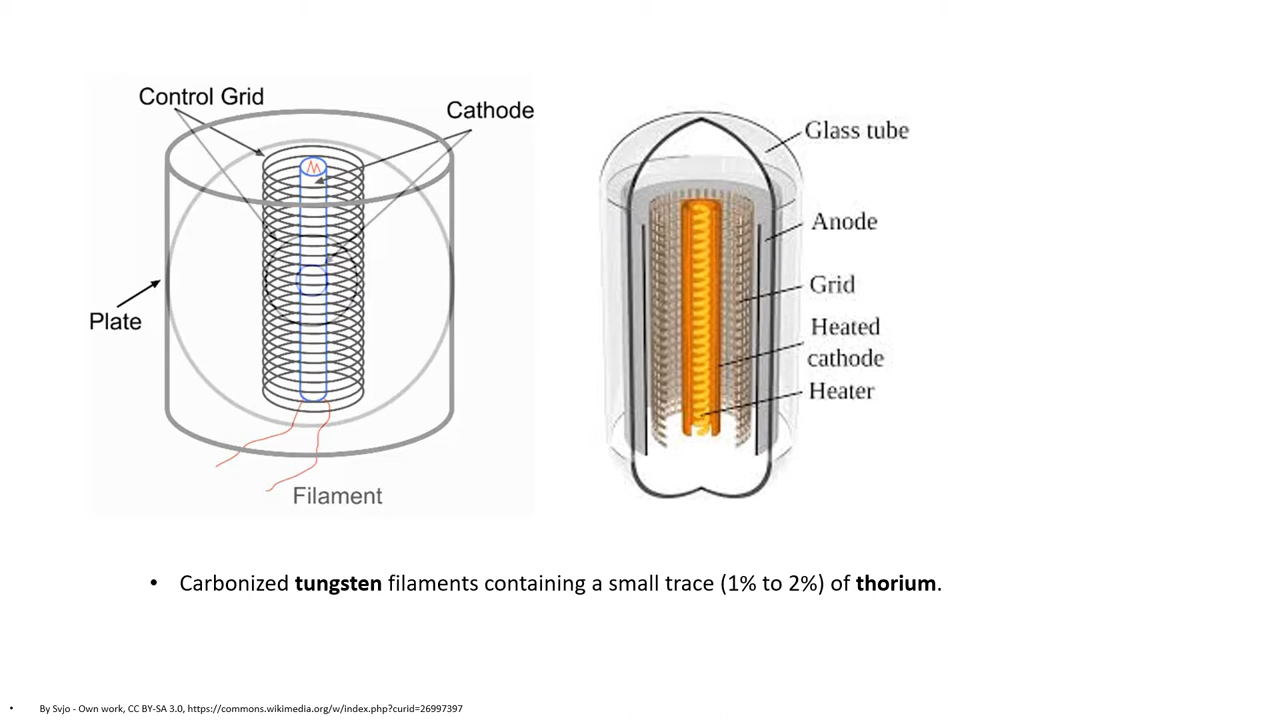 Control Grid
Cathode
Plate
Filament
Glass tube
Anode
Grid
Heated
cathode
Heater
• Carbonized tungsten filaments containing a small trace (1% to 2%) of thorium.
• By Svjo - Own work, CC BY-SA 3.0, https://commons.wikimedia.org/w/index.php?curid=26997397